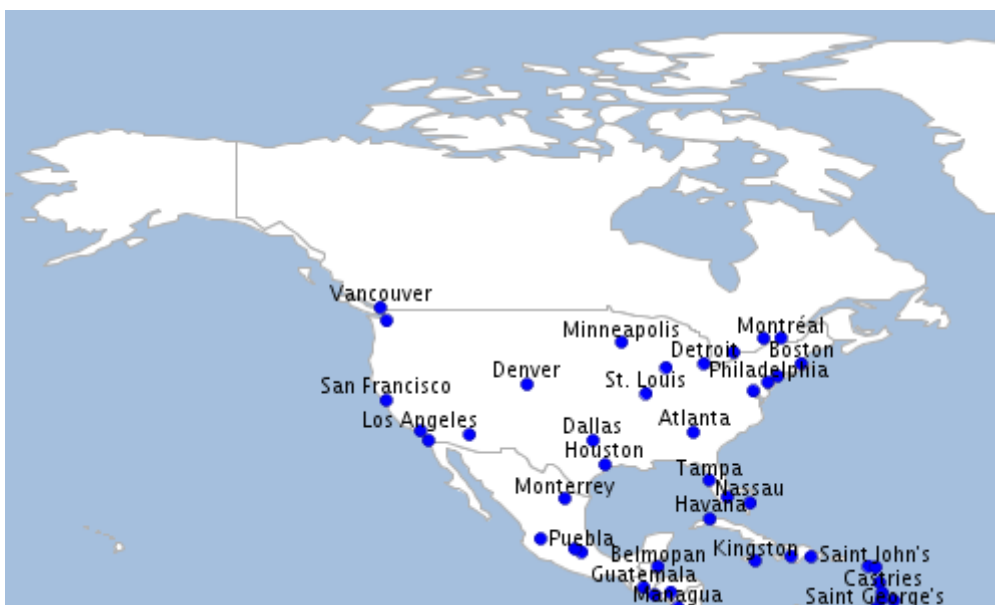 Vancouver
Minneapolis
Montréal
Detroit
Boston
Denver
St. Louis
Philadelphia
San Francisco
Los Angeles
Dallas
Atlanta
Houston
Tampa
Monterrey
Nassau
Havana
Puebla
Belmopan
Kingston
Saint John's
Guatemala
Castries
Managua
Saint George's